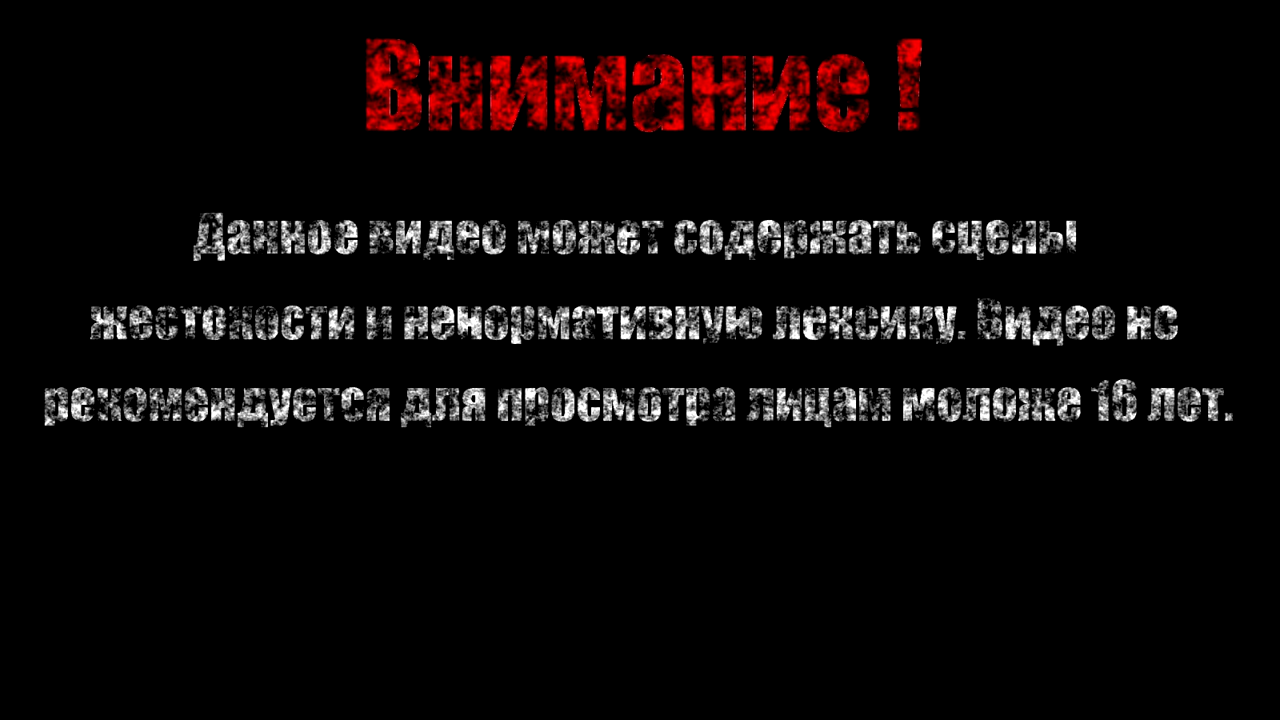 Внимание !
Данное видео может содержать сцены
жестокости и ненормативную лексику. Видео не
рекомендуется для просмотра лицам моложе 16 лет.